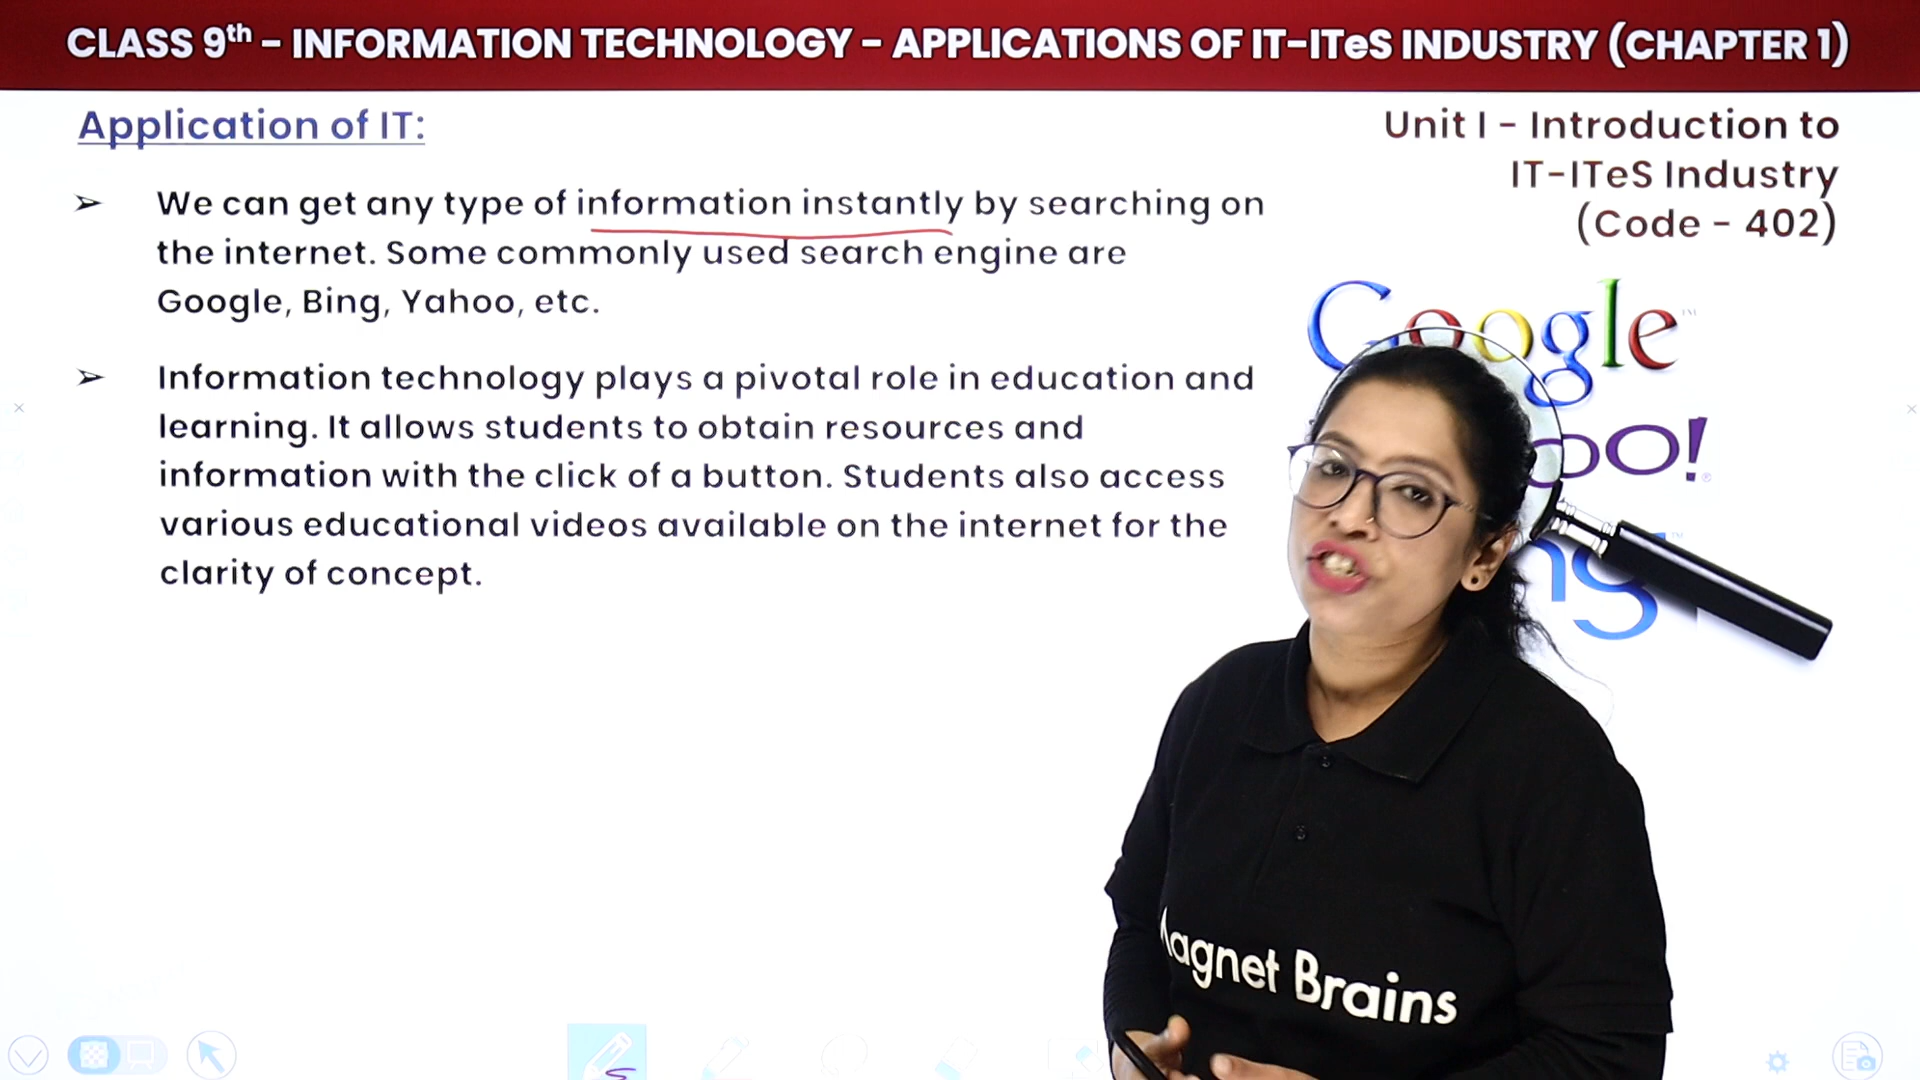 CLASS 9th – INFORMATION TECHNOLOGY – APPLICATIONS OF IT-ITeS INDUSTRY (CHAPTER 1)
Application of IT:
Unit I - Introduction to
IT-ITeS Industry
(Code - 402)
➢ We can get any type of information instantly by searching on
the internet. Some commonly used search engine are
Google, Bing, Yahoo, etc.
➢ Information technology plays a pivotal role in education and
learning. It allows students to obtain resources and
information with the click of a button. Students also access
various educational videos available on the internet for the
clarity of concept.
Google™
oo!®
ng™
agnet Brains